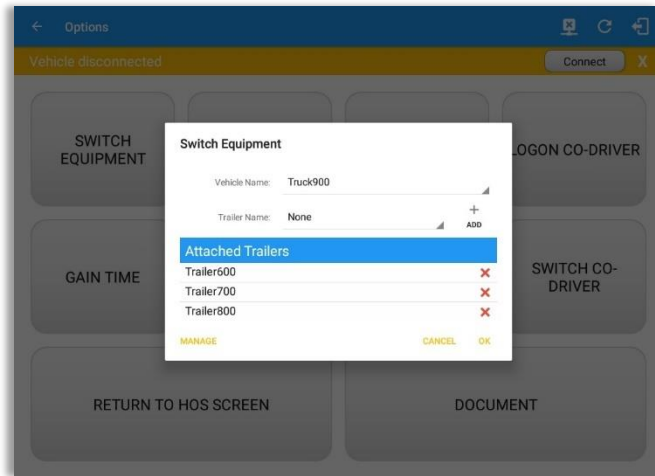 Options
Vehicle disconnected
Connect
X
SWITCH
EQUIPMENT
LOGON CO-DRIVER
Switch Equipment
Vehicle Name: Truck900
Trailer Name: None
+
ADD
Attached Trailers
Trailer600
Trailer700
Trailer800
MANAGE
CANCEL
OK
GAIN TIME
SWITCH CO-
DRIVER
RETURN TO HOS SCREEN
DOCUMENT